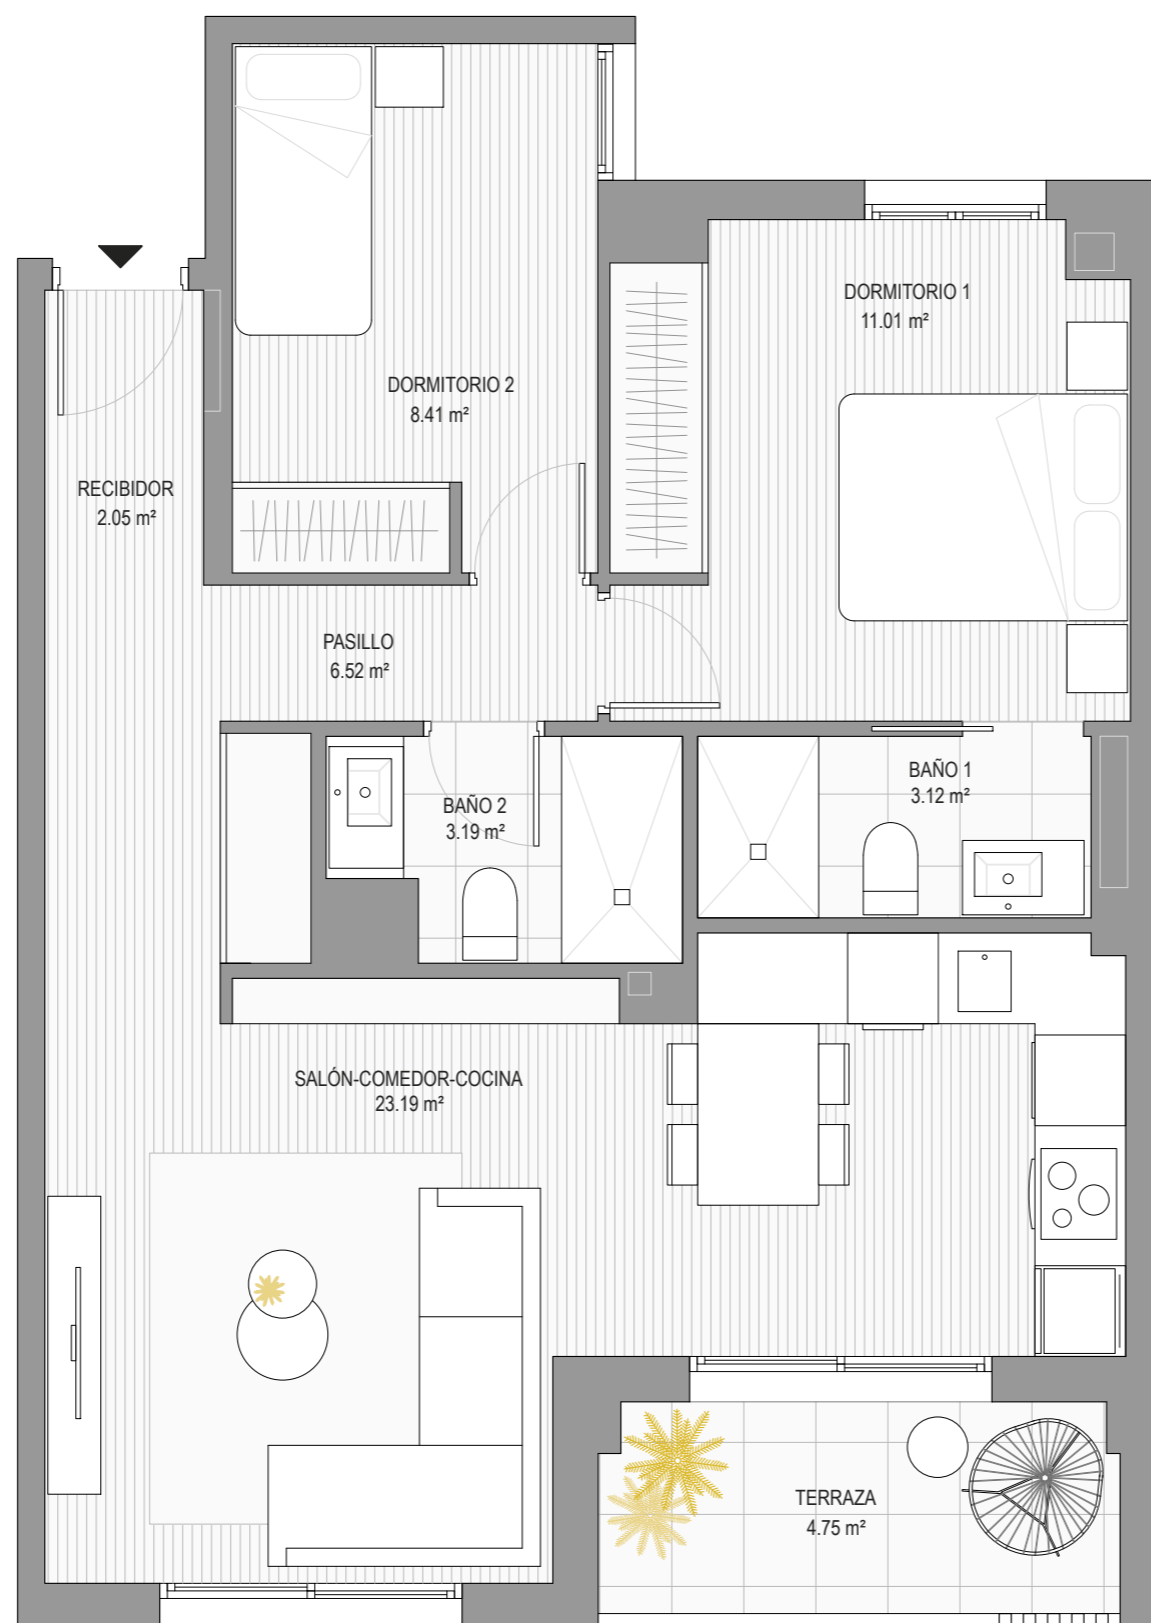 DORMITORIO 1
11.01 m²
DORMITORIO 2
8.41 m²
RECIBIDOR
2.05 m²
PASILLO
6.52 m²
BAÑO 1
3.12 m²
BAÑO 2
3.19 m²
SALÓN-COMEDOR-COCINA
23.19 m²
TERRAZA
4.75 m²